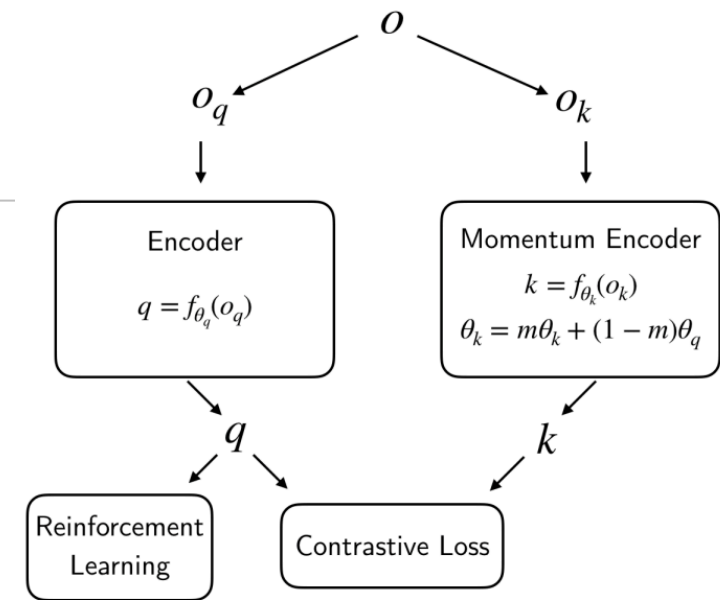 o
o_q
o_k
Encoder
q = f_{θ_q}(o_q)
Momentum Encoder
k = f_{θ_k}(o_k)
θ_k = mθ_k + (1 − m)θ_q
q
k
Reinforcement
Learning
Contrastive Loss